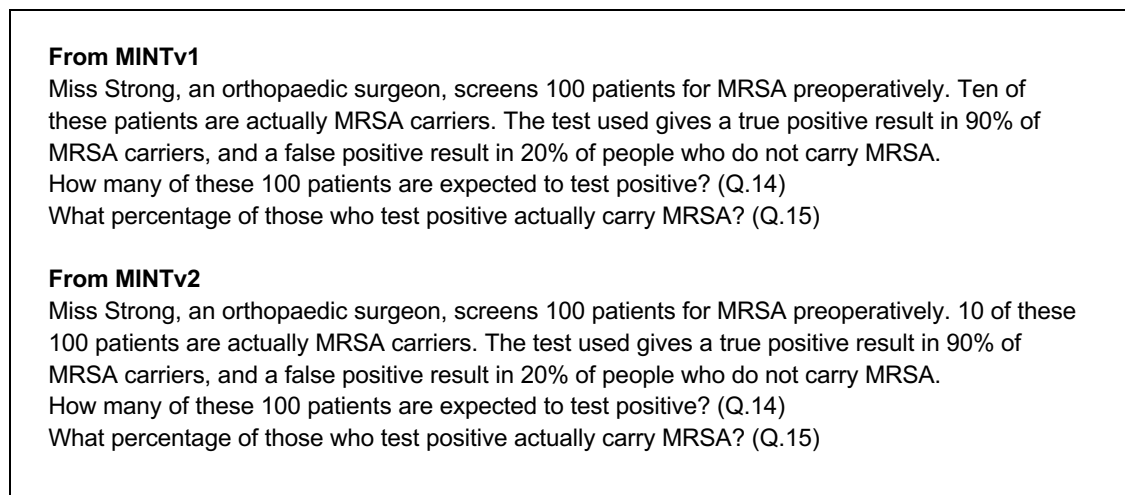 From MINTv1
Miss Strong, an orthopaedic surgeon, screens 100 patients for MRSA preoperatively. Ten of
these patients are actually MRSA carriers. The test used gives a true positive result in 90% of
MRSA carriers, and a false positive result in 20% of people who do not carry MRSA.
How many of these 100 patients are expected to test positive? (Q.14)
What percentage of those who test positive actually carry MRSA? (Q.15)
From MINTv2
Miss Strong, an orthopaedic surgeon, screens 100 patients for MRSA preoperatively. 10 of these
100 patients are actually MRSA carriers. The test used gives a true positive result in 90% of
MRSA carriers, and a false positive result in 20% of people who do not carry MRSA.
How many of these 100 patients are expected to test positive? (Q.14)
What percentage of those who test positive actually carry MRSA? (Q.15)